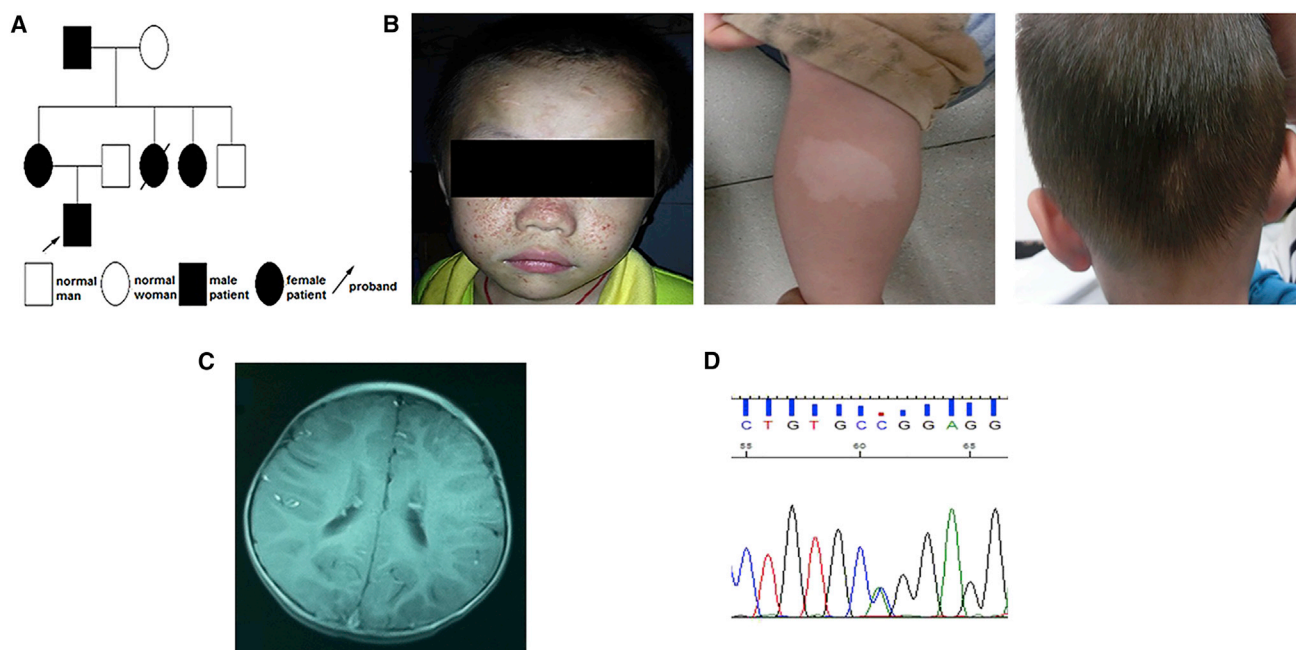 A
B
normal
man
normal
woman
male
patient
female
patient
proband
C
D
C T G T G C C G G A G G
55 60 65